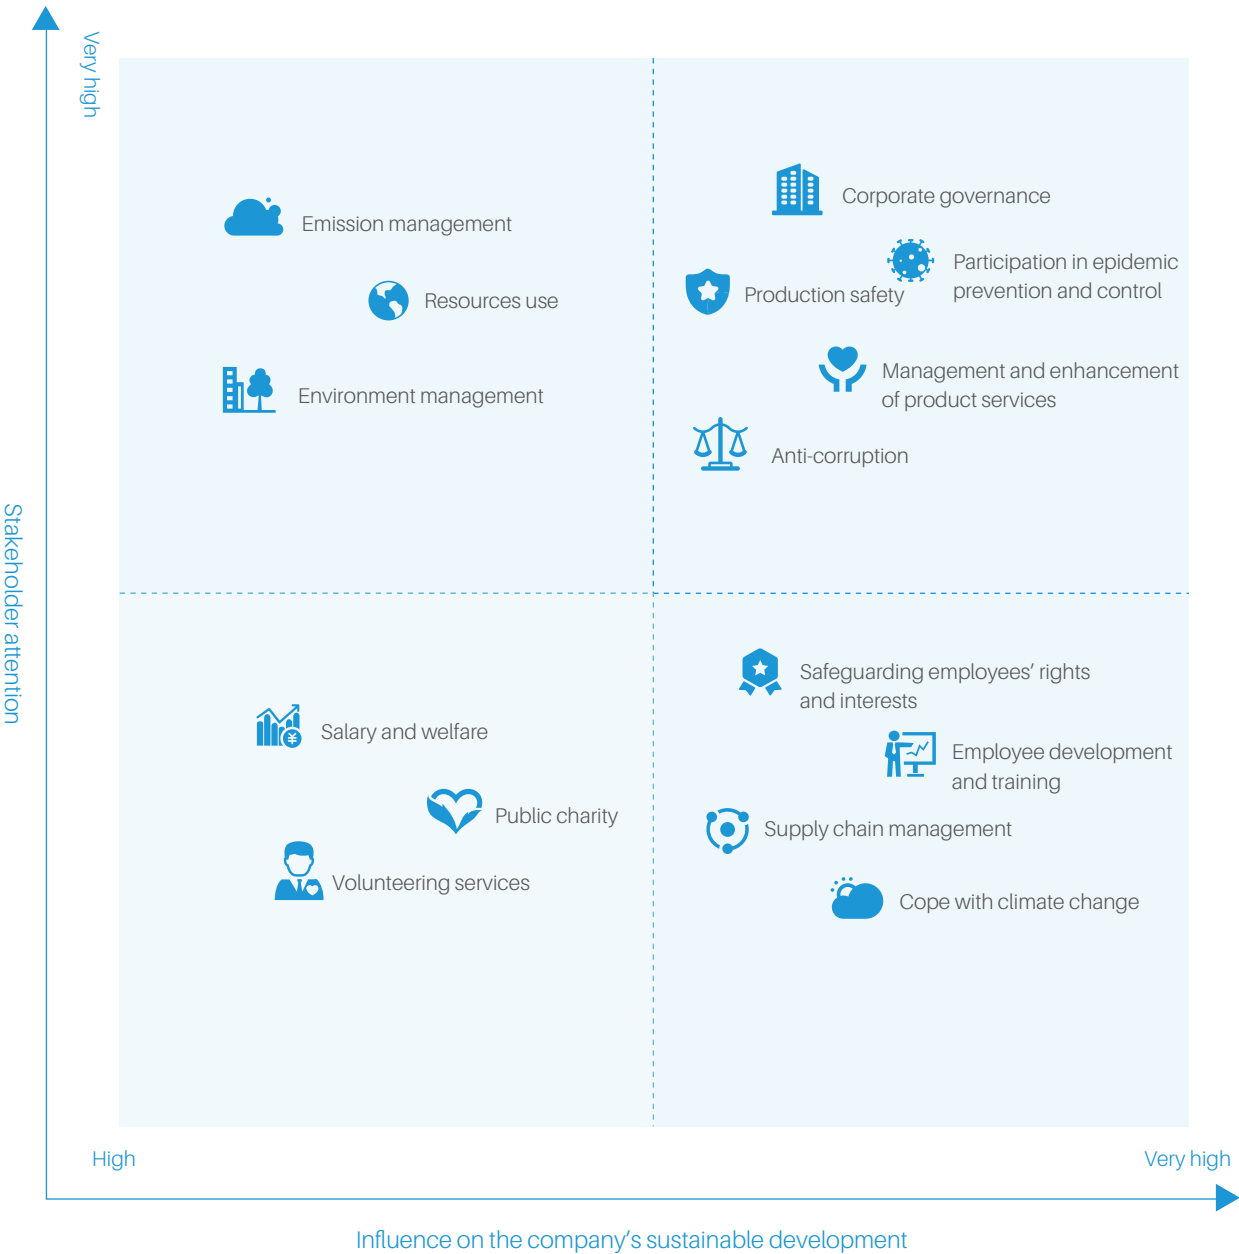 Very high
Stakeholder attention
Emission management
Resources use
Environment management
Corporate governance
Participation in epidemic
prevention and control
Production safety
Management and enhancement
of product services
Anti-corruption
Salary and welfare
Public charity
Volunteering services
Safeguarding employees’ rights
and interests
Employee development
and training
Supply chain management
Cope with climate change
High
Very high
Influence on the company’s sustainable development
¥